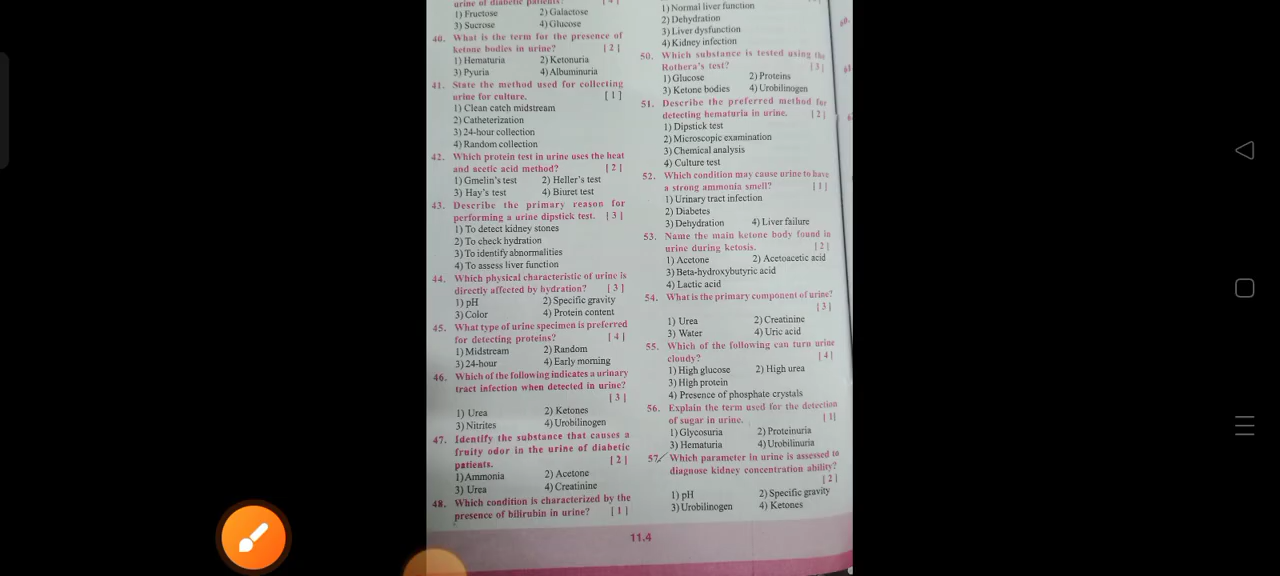 urine of diabetic patients? [4]
1) Fructose 2) Galactose
3) Sucrose 4) Glucose
40. What is the term for the presence of
ketone bodies in urine? [2]
1) Hematuria 2) Ketonuria
3) Pyuria 4) Albuminuria
41. State the method used for collecting
urine for culture. [1]
1) Clean catch midstream
2) Catheterization
3) 24-hour collection
4) Random collection
42. Which protein test in urine uses the heat
and acetic acid method? [2]
1) Gmelin's test 2) Heller's test
3) Hay's test 4) Biuret test
43. Describe the primary reason for
performing a urine dipstick test. [3]
1) To detect kidney stones
2) To check hydration
3) To identify abnormalities
4) To assess liver function
44. Which physical characteristic of urine is
directly affected by hydration? [3]
1) pH 2) Specific gravity
3) Color 4) Protein content
45. What type of urine specimen is preferred
for detecting proteins? [4]
1) Midstream 2) Random
3) 24-hour 4) Early morning
46. Which of the following indicates a urinary
tract infection when detected in urine?
[3]
1) Urea 2) Ketones
3) Nitrites 4) Urobilinogen
47. Identify the substance that causes a
fruity odor in the urine of diabetic
patients. [2]
1) Ammonia 2) Acetone
3) Urea 4) Creatinine
48. Which condition is characterized by the
presence of bilirubin in urine? [1]
1) Normal liver function
2) Dehydration
3) Liver dysfunction
4) Kidney infection
50. Which substance is tested using the
Rothera's test? [3]
1) Glucose 2) Proteins
3) Ketone bodies 4) Urobilinogen
51. Describe the preferred method for
detecting hematuria in urine. [2]
1) Dipstick test
2) Microscopic examination
3) Chemical analysis
4) Culture test
52. Which condition may cause urine to have
a strong ammonia smell? [1]
1) Urinary tract infection
2) Diabetes
3) Dehydration 4) Liver failure
53. Name the main ketone body found in
urine during ketosis. [2]
1) Acetone 2) Acetoacetic acid
3) Beta-hydroxybutyric acid
4) Lactic acid
54. What is the primary component of urine?
[3]
1) Urea 2) Creatinine
3) Water 4) Uric acid
55. Which of the following can turn urine
cloudy? [4]
1) High glucose 2) High urea
3) High protein
4) Presence of phosphate crystals
56. Explain the term used for the detection
of sugar in urine. [1]
1) Glycosuria 2) Proteinuria
3) Hematuria 4) Urobilinuria
57. Which parameter in urine is assessed to
diagnose kidney concentration ability?
[2]
1) pH 2) Specific gravity
3) Urobilinogen 4) Ketones
11.4